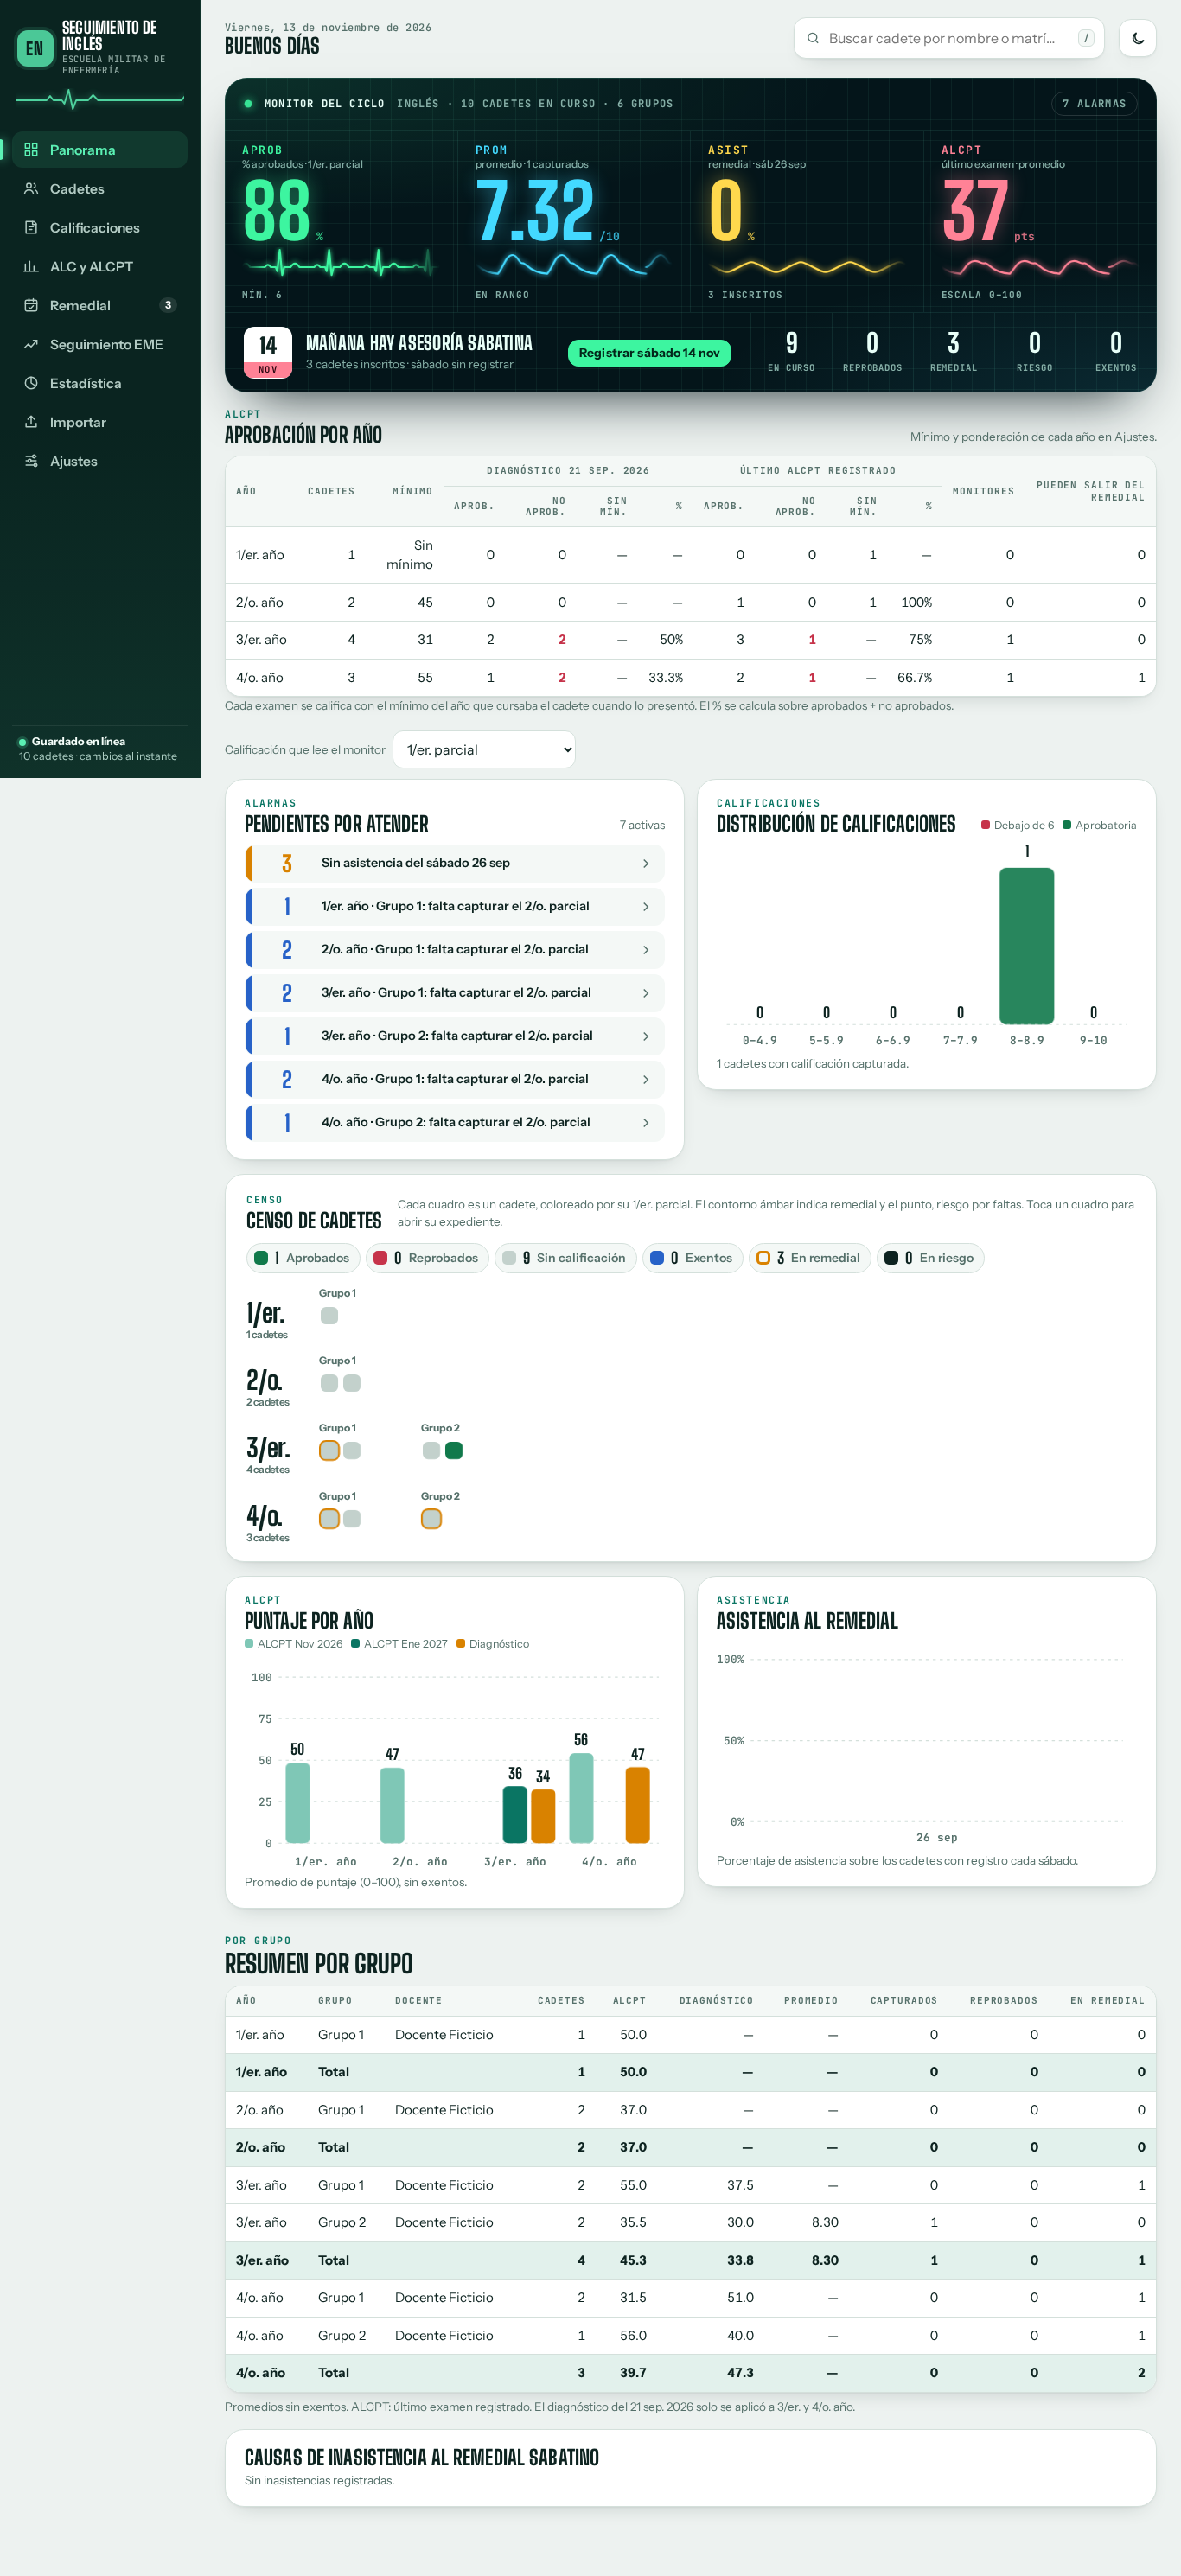 EN
SEGUIMIENTO DE
INGLÉS
ESCUELA MILITAR DE
ENFERMERÍA
Panorama
Cadetes
Calificaciones
ALC y ALCPT
Remedial 3
Seguimiento EME
Estadística
Importar
Ajustes
Guardado en línea
10 cadetes · cambios al instante
Viernes, 13 de noviembre de 2026
BUENOS DÍAS
Buscar cadete por nombre o matrí... /
MONITOR DEL CICLO INGLÉS · 10 CADETES EN CURSO · 6 GRUPOS 7 ALARMAS
APROB
% aprobados · 1/er. parcial
88 %
MÍN. 6
PROM
promedio · 1 capturados
7.32 /10
EN RANGO
ASIST
remedial · sáb 26 sep
0 %
3 INSCRITOS
ALCPT
último examen · promedio
37 pts
ESCALA 0–100
14
NOV
MAÑANA HAY ASESORÍA SABATINA
3 cadetes inscritos · sábado sin registrar
Registrar sábado 14 nov
9
EN CURSO
0
REPROBADOS
3
REMEDIAL
0
RIESGO
0
EXENTOS
ALCPT
APROBACIÓN POR AÑO
Mínimo y ponderación de cada año en Ajustes.
DIAGNÓSTICO 21 SEP. 2026 ÚLTIMO ALCPT REGISTRADO
AÑO CADETES MÍNIMO APROB. NO APROB. SIN MÍN. % APROB. NO APROB. SIN MÍN. % MONITORES PUEDEN SALIR DEL REMEDIAL
1/er. año 1 Sin mínimo 0 0 — — 0 0 1 — 0 0
2/o. año 2 45 0 0 — — 1 0 1 100% 0 0
3/er. año 4 31 2 2 — 50% 3 1 — 75% 1 0
4/o. año 3 55 1 2 — 33.3% 2 1 — 66.7% 1 1
Cada examen se califica con el mínimo del año que cursaba el cadete cuando lo presentó. El % se calcula sobre aprobados + no aprobados.
Calificación que lee el monitor 1/er. parcial
ALARMAS
PENDIENTES POR ATENDER 7 activas
3 Sin asistencia del sábado 26 sep
1 1/er. año · Grupo 1: falta capturar el 2/o. parcial
2 2/o. año · Grupo 1: falta capturar el 2/o. parcial
2 3/er. año · Grupo 1: falta capturar el 2/o. parcial
1 3/er. año · Grupo 2: falta capturar el 2/o. parcial
2 4/o. año · Grupo 1: falta capturar el 2/o. parcial
1 4/o. año · Grupo 2: falta capturar el 2/o. parcial
CALIFICACIONES
DISTRIBUCIÓN DE CALIFICACIONES Debajo de 6 Aprobatoria
0 0 0 0 1 0
0–4.9 5–5.9 6–6.9 7–7.9 8–8.9 9–10
1 cadetes con calificación capturada.
CENSO
CENSO DE CADETES
Cada cuadro es un cadete, coloreado por su 1/er. parcial. El contorno ámbar indica remedial y el punto, riesgo por faltas. Toca un cuadro para
abrir su expediente.
1 Aprobados 0 Reprobados 9 Sin calificación 0 Exentos 3 En remedial 0 En riesgo
1/er.
1 cadetes
Grupo 1
2/o.
2 cadetes
Grupo 1
3/er.
4 cadetes
Grupo 1 Grupo 2
4/o.
3 cadetes
Grupo 1 Grupo 2
ALCPT
PUNTAJE POR AÑO
ALCPT Nov 2026 ALCPT Ene 2027 Diagnóstico
100
75
50
25
0
50 47 36 34 56 47
1/er. año 2/o. año 3/er. año 4/o. año
Promedio de puntaje (0–100), sin exentos.
ASISTENCIA
ASISTENCIA AL REMEDIAL
100%
50%
0%
26 sep
Porcentaje de asistencia sobre los cadetes con registro cada sábado.
POR GRUPO
RESUMEN POR GRUPO
AÑO GRUPO DOCENTE CADETES ALCPT DIAGNÓSTICO PROMEDIO CAPTURADOS REPROBADOS EN REMEDIAL
1/er. año Grupo 1 Docente Ficticio 1 50.0 — — 0 0 0
1/er. año Total 1 50.0 — — 0 0 0
2/o. año Grupo 1 Docente Ficticio 2 37.0 — — 0 0 0
2/o. año Total 2 37.0 — — 0 0 0
3/er. año Grupo 1 Docente Ficticio 2 55.0 37.5 — 0 0 1
3/er. año Grupo 2 Docente Ficticio 2 35.5 30.0 8.30 1 0 0
3/er. año Total 4 45.3 33.8 8.30 1 0 1
4/o. año Grupo 1 Docente Ficticio 2 31.5 51.0 — 0 0 1
4/o. año Grupo 2 Docente Ficticio 1 56.0 40.0 — 0 0 1
4/o. año Total 3 39.7 47.3 — 0 0 2
Promedios sin exentos. ALCPT: último examen registrado. El diagnóstico del 21 sep. 2026 solo se aplicó a 3/er. y 4/o. año.
CAUSAS DE INASISTENCIA AL REMEDIAL SABATINO
Sin inasistencias registradas.